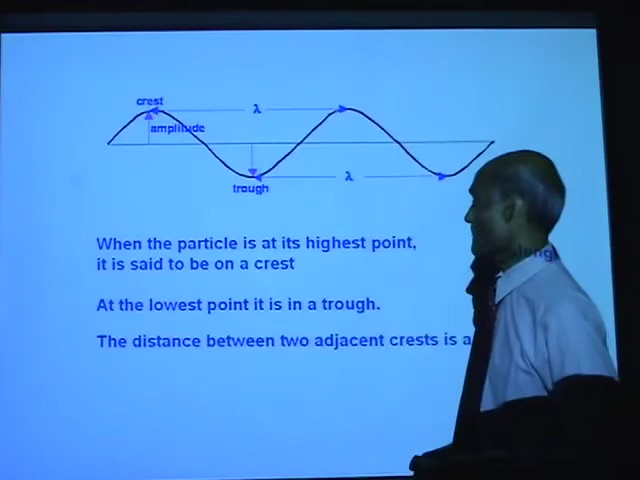 crest
λ
amplitude
trough
λ
When the particle is at its highest point,
it is said to be on a crest
At the lowest point it is in a trough.
The distance between two adjacent crests is a